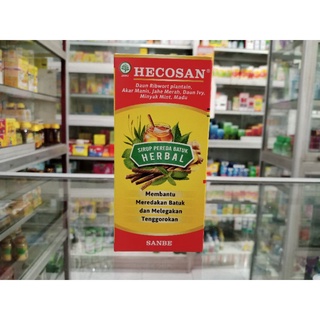 HECOSAN®
Daun Ribwort plantain,
Akar Manis, Jahe Merah, Daun Ivy,
Minyak Mint, Madu
SIROP PEREDA BATUK
HERBAL
Membantu
Meredakan Batuk
dan Melegakan
Tenggorokan
SANBE